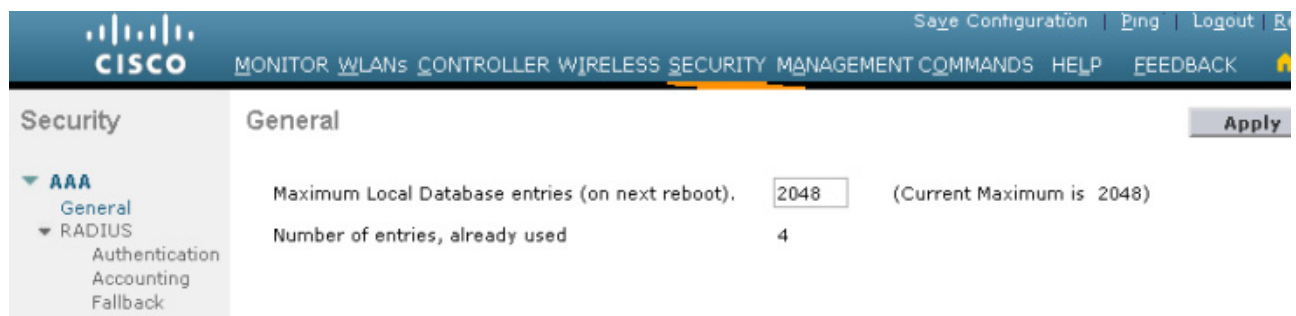 Save Configuration | Ping | Logout |
CISCO
MONITOR WLANs CONTROLLER WIRELESS SECURITY MANAGEMENT COMMANDS HELP FEEDBACK
Security
General
Apply
AAA
General
RADIUS
Authentication
Accounting
Fallback
Maximum Local Database entries (on next reboot). 2048 (Current Maximum is 2048)
Number of entries, already used 4